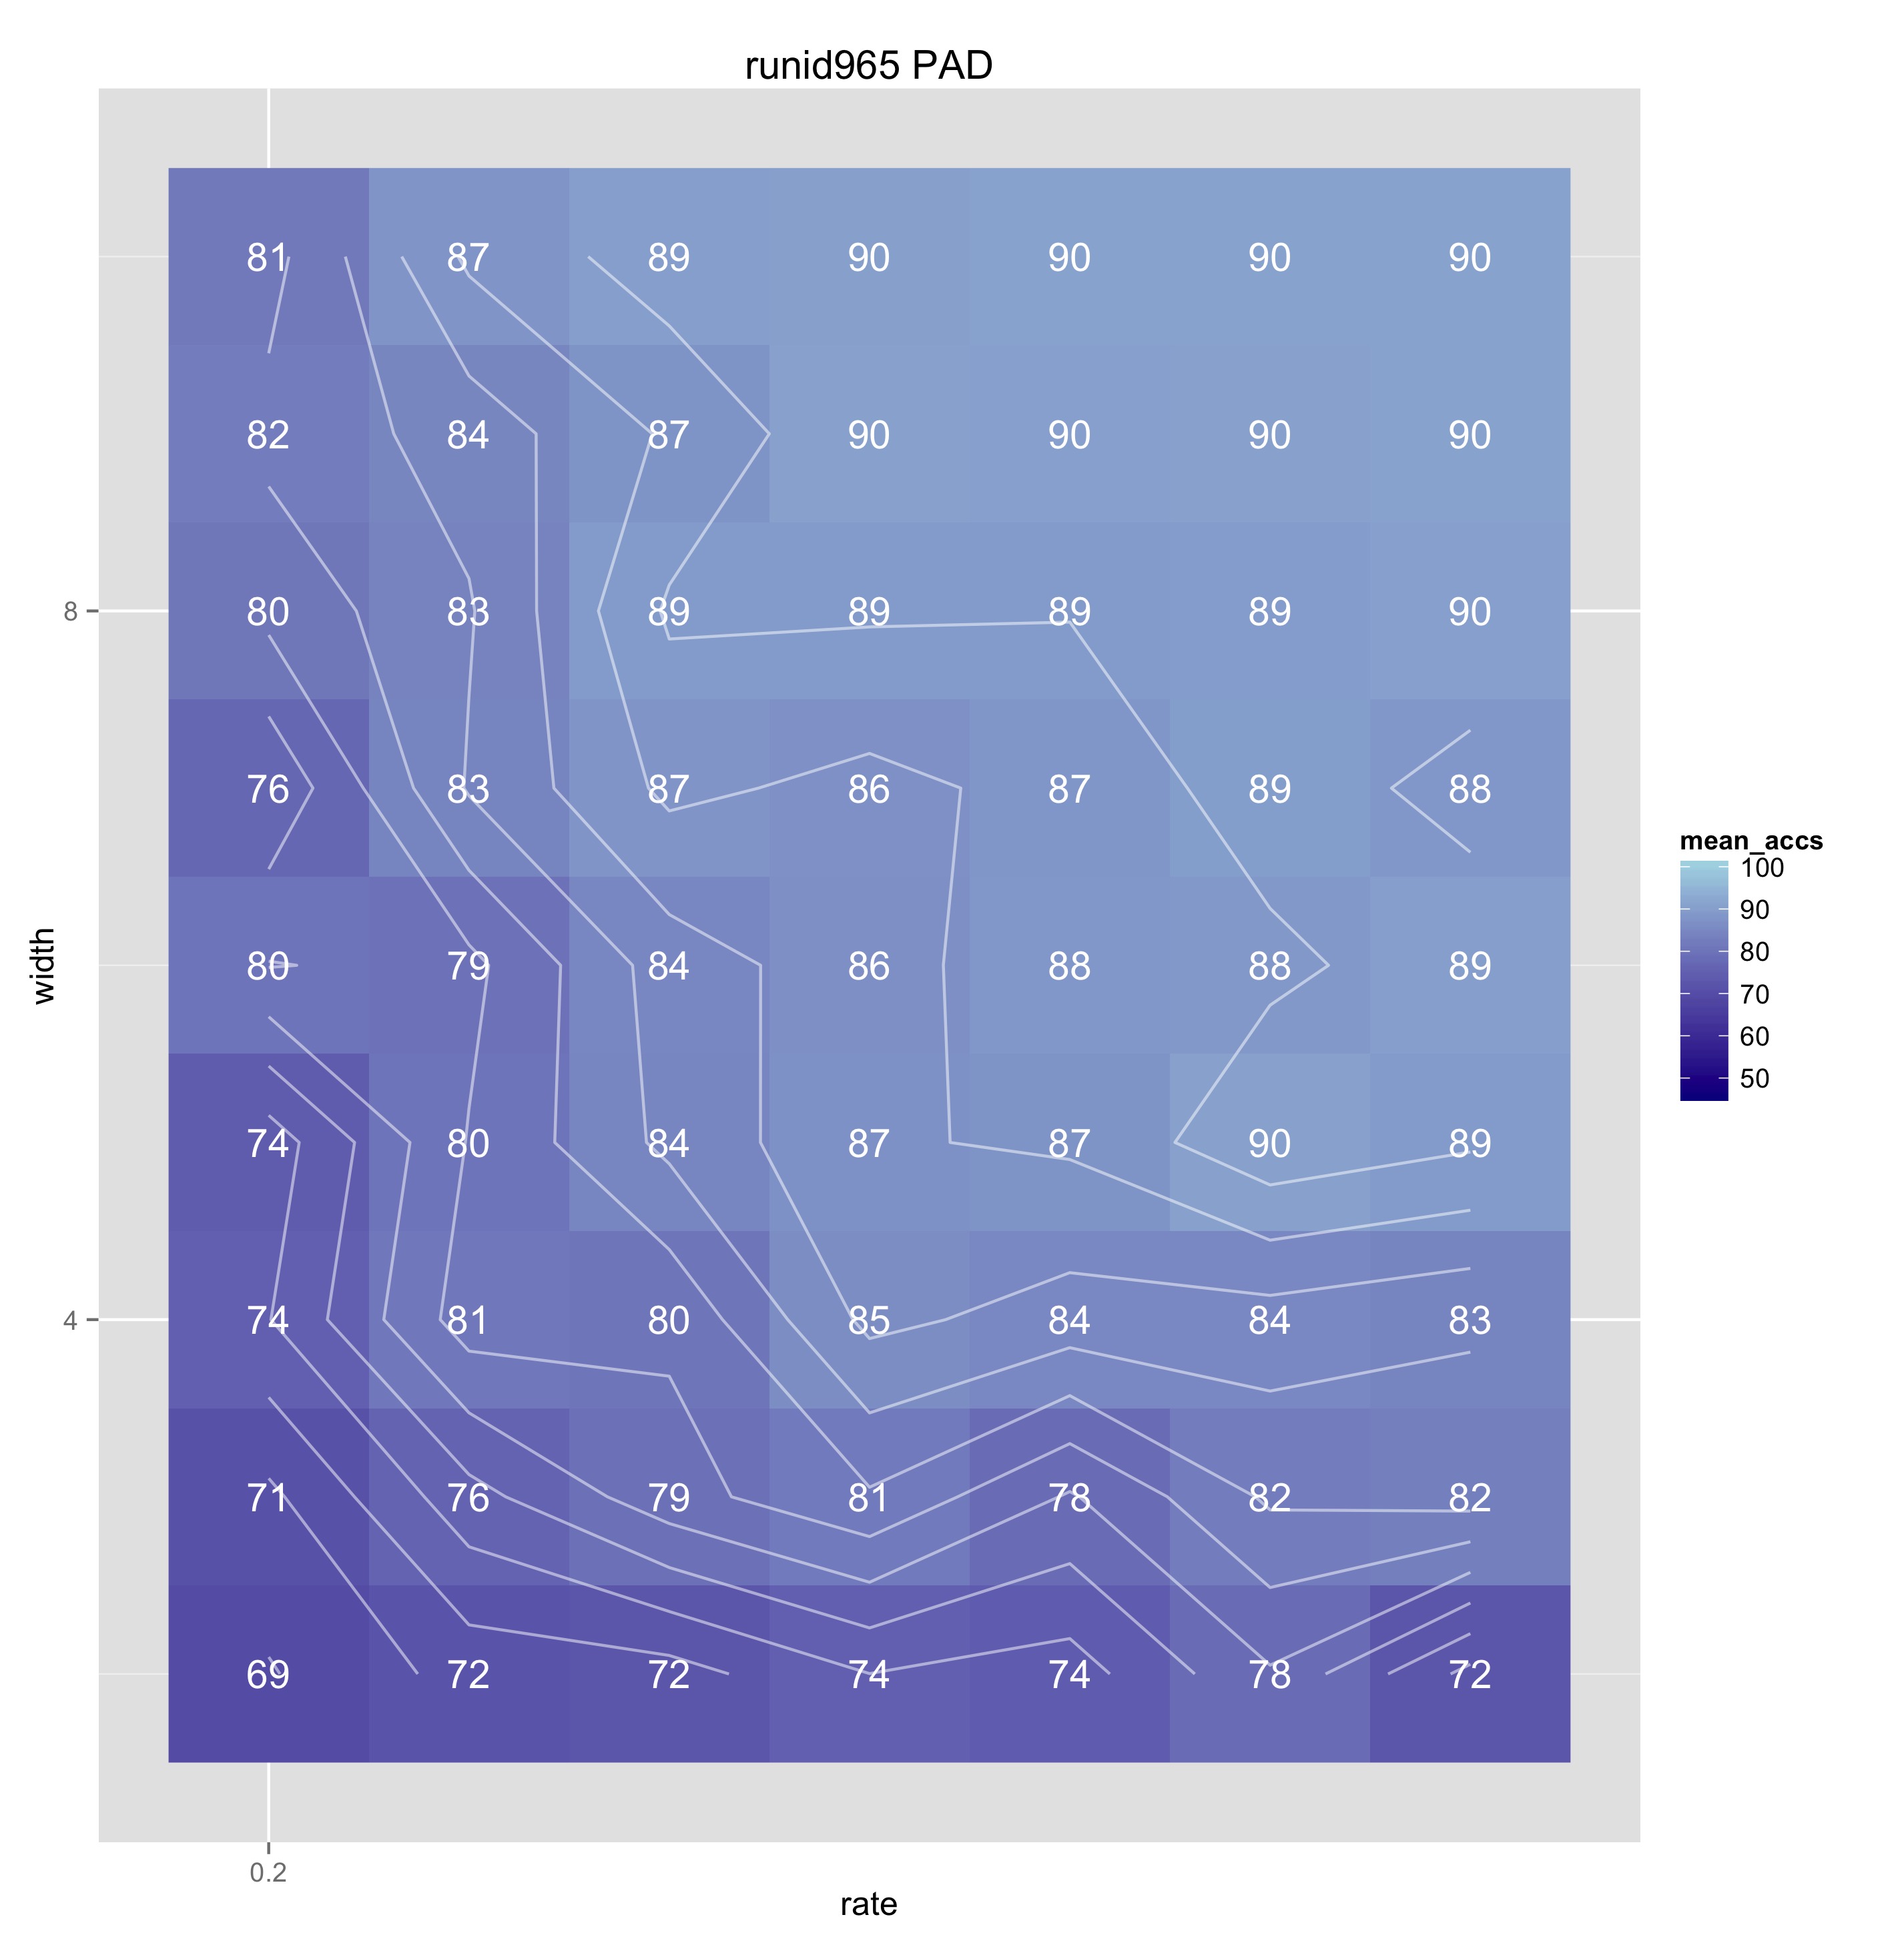 runid965 PAD
81 87 89 90 90 90 90
82 84 87 90 90 90 90
8 80 83 89 89 89 89 90
76 83 87 86 87 89 88
80 79 84 86 88 88 89
74 80 84 87 87 90 89
4 74 81 80 85 84 84 83
71 76 79 81 78 82 82
69 72 72 74 74 78 72
0.2
rate
width
mean_accs
100
90
80
70
60
50